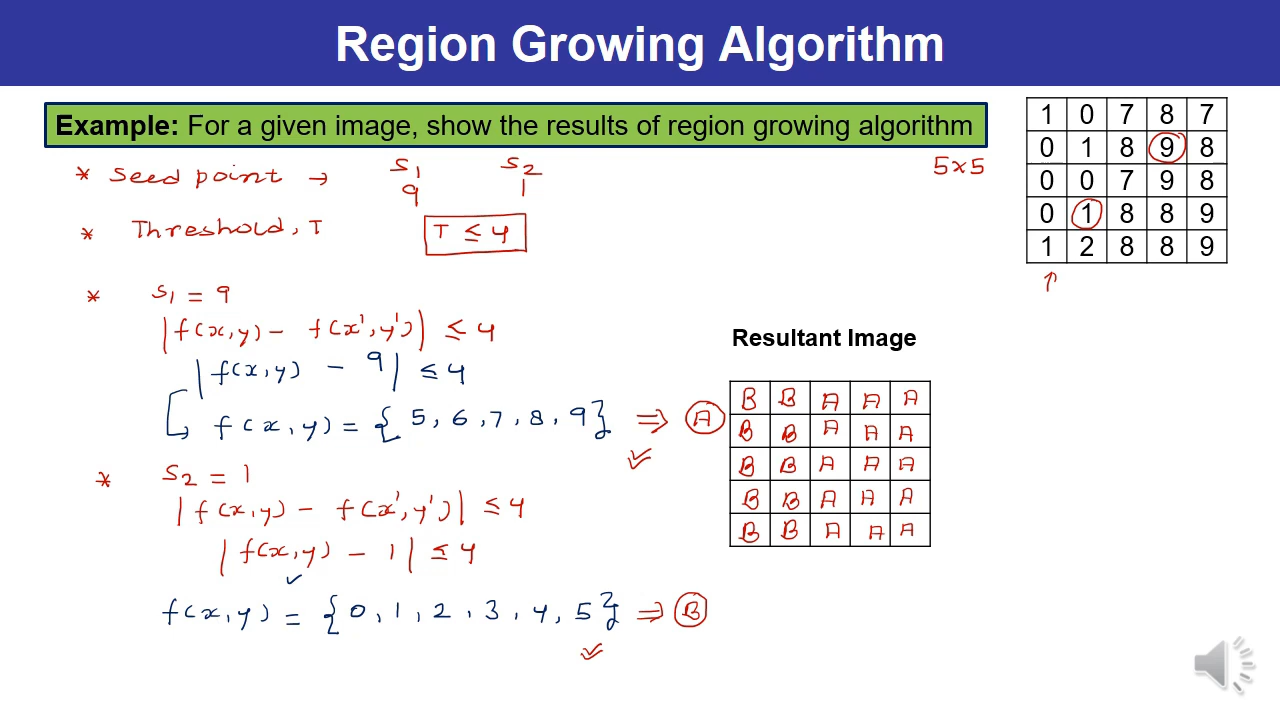 Region Growing Algorithm
Example: For a given image, show the results of region growing algorithm
1 0 7 8 7
0 1 8 9 8
0 0 7 9 8
0 1 8 8 9
1 2 8 8 9
5x5
* Seed point → S1 S2
9 1
* Threshold, T T ≤ 4
* S1 = 9
|f(x,y) - f(x',y')| ≤ 4
|f(x,y) - 9| ≤ 4
f(x,y) = {5, 6, 7, 8, 9} ⇒ A
* S2 = 1
|f(x,y) - f(x',y')| ≤ 4
|f(x,y) - 1| ≤ 4
f(x,y) = {0, 1, 2, 3, 4, 5} ⇒ B
Resultant Image
B B A A A
B B A A A
B B A A A
B B A A A
B B A A A